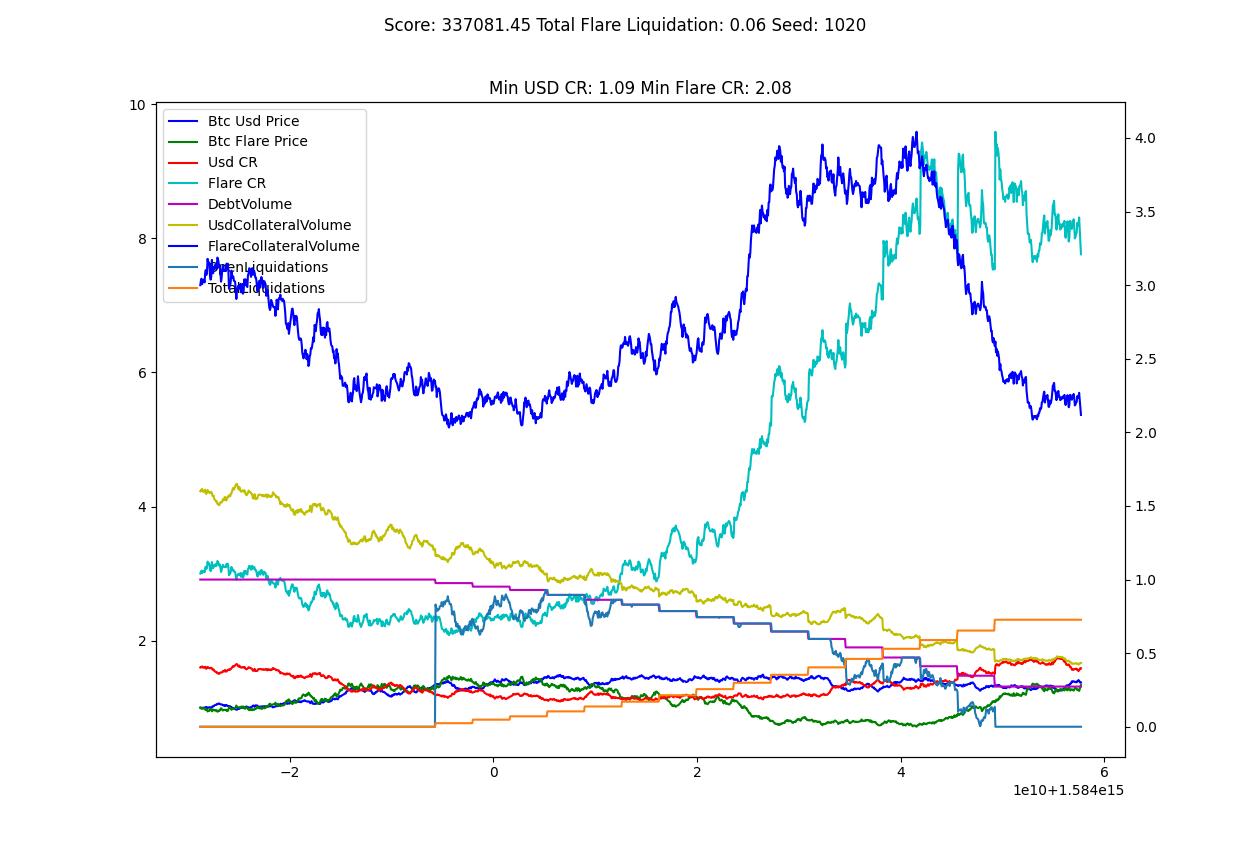 Score: 337081.45 Total Flare Liquidation: 0.06 Seed: 1020
Min USD CR: 1.09 Min Flare CR: 2.08
Btc Usd Price
Btc Flare Price
Usd CR
Flare CR
DebtVolume
UsdCollateralVolume
FlareCollateralVolume
OpenLiquidations
TotalLiquidations
10
8
6
4
2
4.0
3.5
3.0
2.5
2.0
1.5
1.0
0.5
0.0
−2 0 2 4 6
1e10+1.584e15